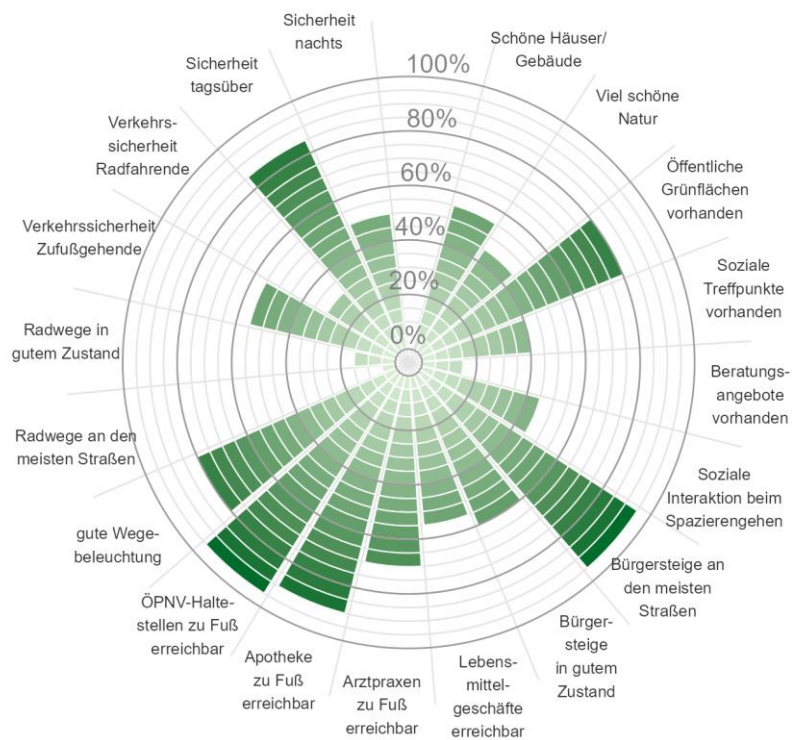 Sicherheit
nachts
Schöne Häuser/
Gebäude
Viel schöne
Natur
Öffentliche
Grünflächen
vorhanden
Soziale
Treffpunkte
vorhanden
Beratungs-
angebote
vorhanden
Soziale
Interaktion beim
Spazierengehen
Bürgersteige an
den meisten
Straßen
Bürger-
steige
in gutem
Zustand
Lebens-
mittel-
geschäfte
erreichbar
Arztpraxen
zu Fuß
erreichbar
Apotheke
zu Fuß
erreichbar
ÖPNV-Halte-
stellen zu Fuß
erreichbar
gute Wege-
beleuchtung
Radwege an den
meisten Straßen
Radwege in
gutem Zustand
Verkehrssicherheit
Zufußgehende
Verkehrs-
sicherheit
Radfahrende
Sicherheit
tagsüber
100%
80%
60%
40%
20%
0%